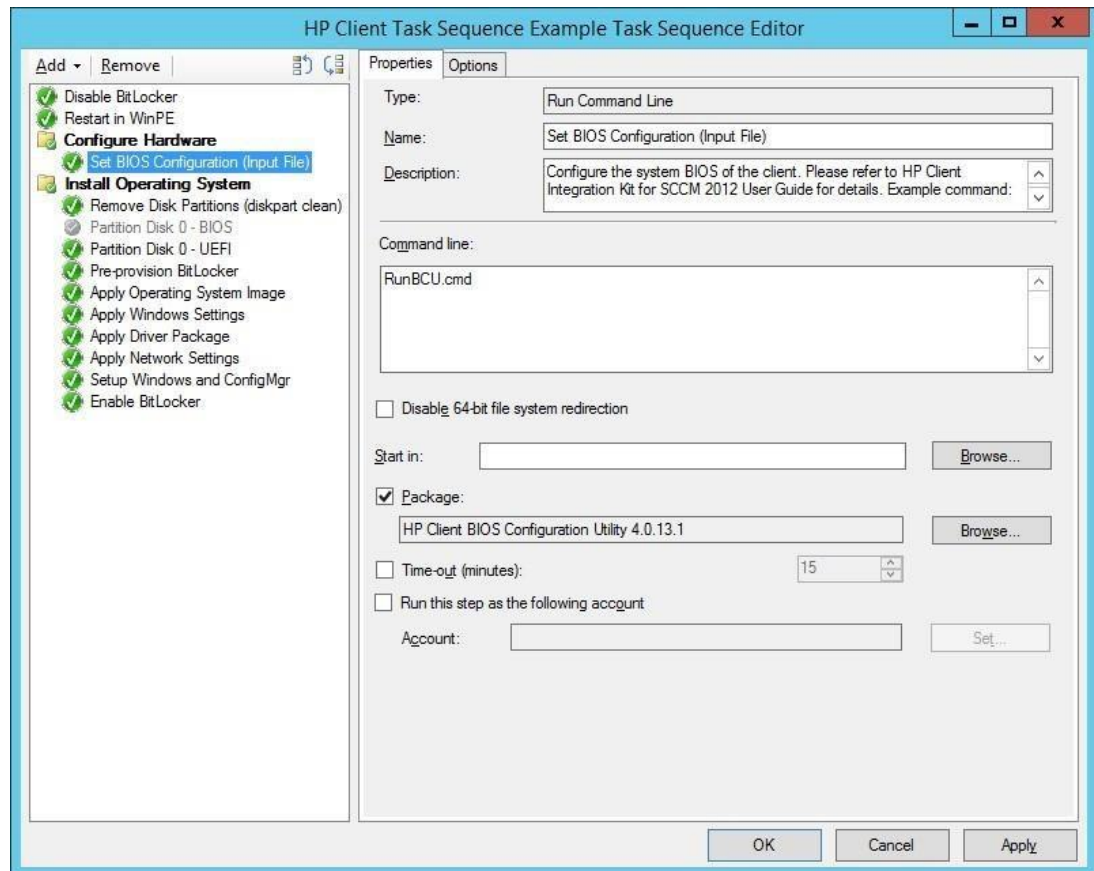 HP Client Task Sequence Example Task Sequence Editor
Add
Remove
Disable BitLocker
Restart in WinPE
Configure Hardware
Set BIOS Configuration (Input File)
Install Operating System
Remove Disk Partitions (diskpart clean)
Partition Disk 0 - BIOS
Partition Disk 0 - UEFI
Pre-provision BitLocker
Apply Operating System Image
Apply Windows Settings
Apply Driver Package
Apply Network Settings
Setup Windows and ConfigMgr
Enable BitLocker
Properties
Options
Type:
Run Command Line
Name:
Set BIOS Configuration (Input File)
Description:
Configure the system BIOS of the client. Please refer to HP Client
Integration Kit for SCCM 2012 User Guide for details. Example command:
Command line:
RunBCU.cmd
Disable 64-bit file system redirection
Start in:
Browse...
Package:
HP Client BIOS Configuration Utility 4.0.13.1
Browse...
Time-out (minutes):
15
Run this step as the following account
Account:
Set...
OK
Cancel
Apply